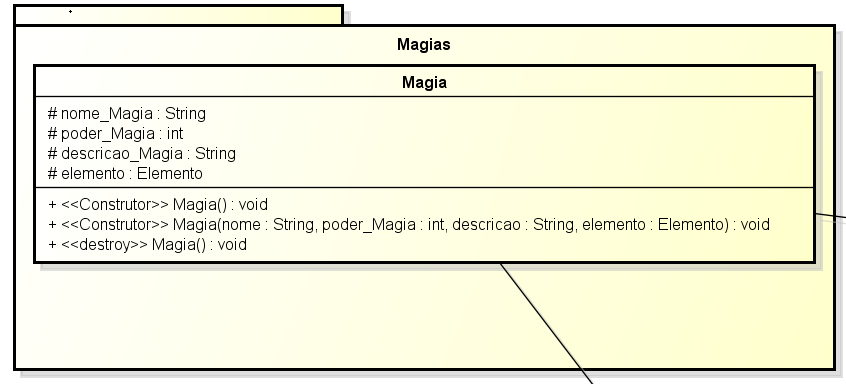 Magias
Magia
# nome_Magia : String
# poder_Magia : int
# descricao_Magia : String
# elemento : Elemento
+ <<Construtor>> Magia() : void
+ <<Construtor>> Magia(nome : String, poder_Magia : int, descricao : String, elemento : Elemento) : void
+ <<destroy>> Magia() : void